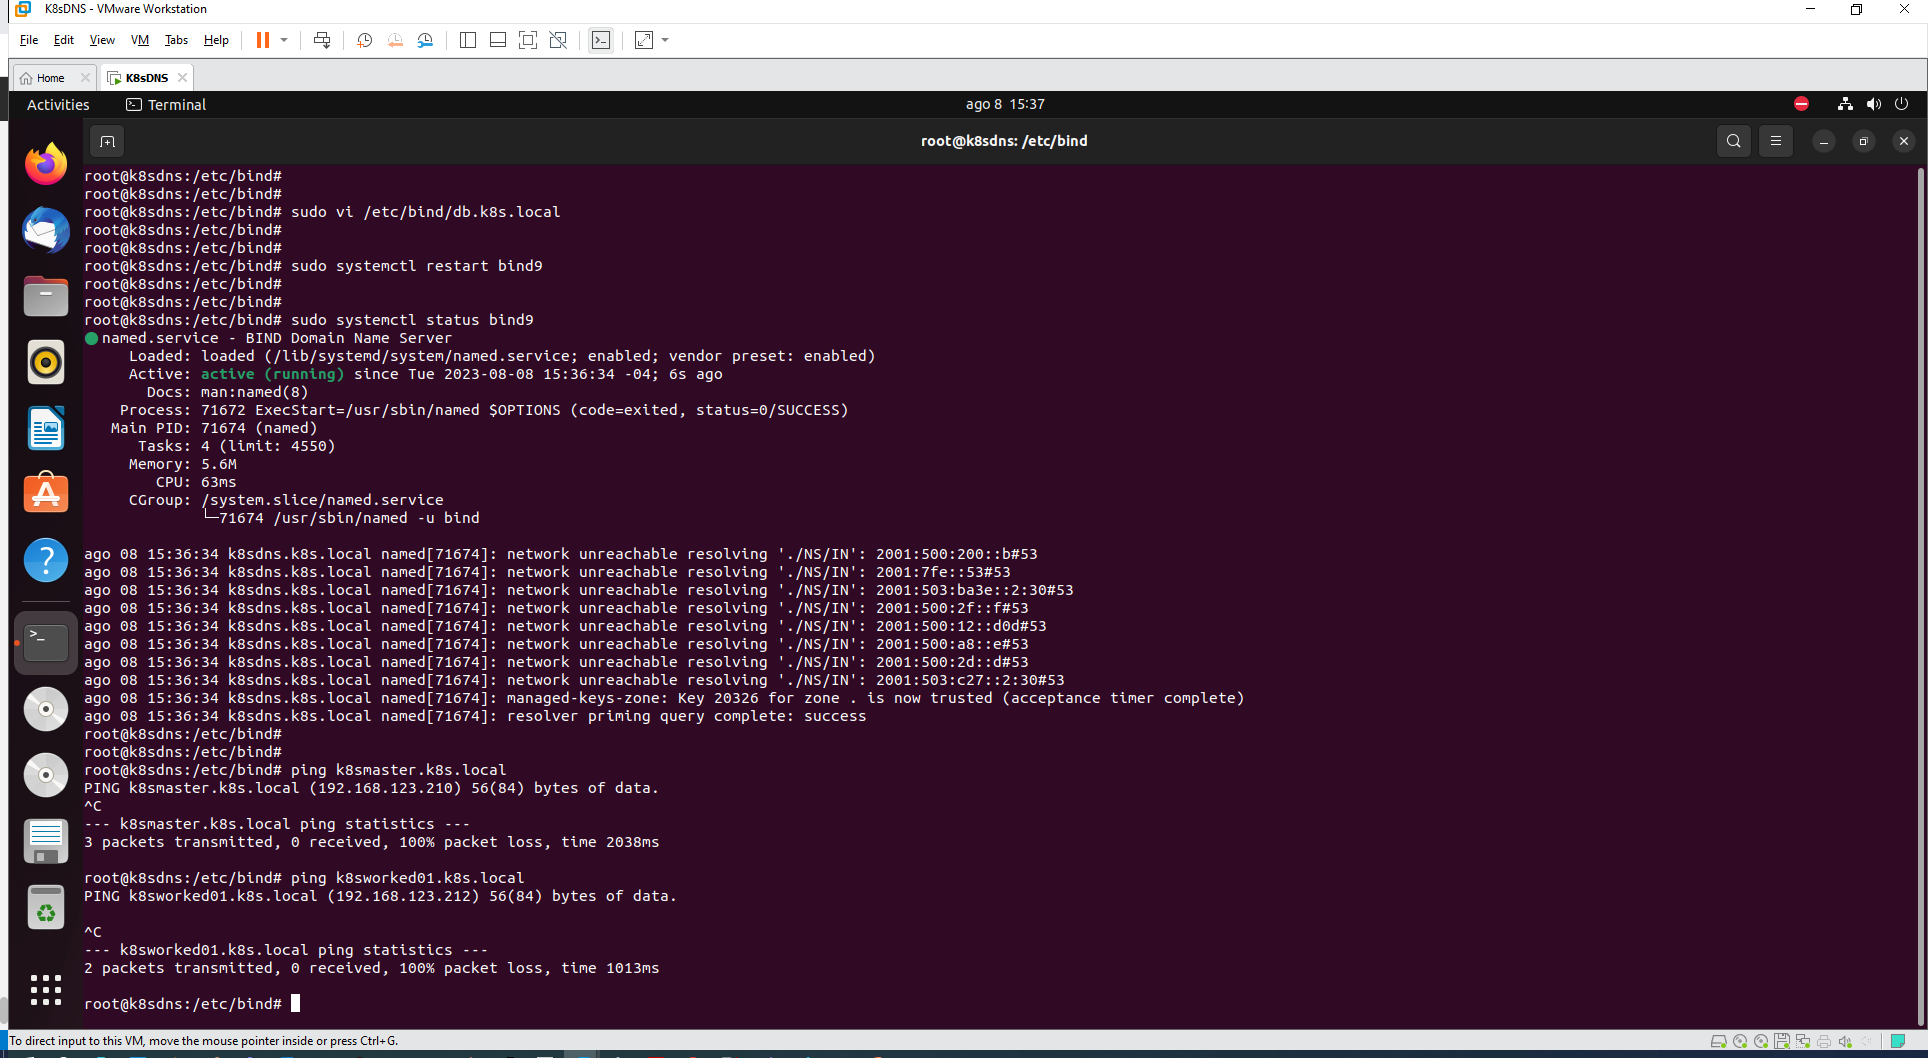 K8sDNS - VMware Workstation
File Edit View VM Tabs Help
Home K8sDNS
Activities Terminal ago 8 15:37
root@k8sdns: /etc/bind
root@k8sdns:/etc/bind#
root@k8sdns:/etc/bind#
root@k8sdns:/etc/bind# sudo vi /etc/bind/db.k8s.local
root@k8sdns:/etc/bind#
root@k8sdns:/etc/bind#
root@k8sdns:/etc/bind# sudo systemctl restart bind9
root@k8sdns:/etc/bind#
root@k8sdns:/etc/bind#
root@k8sdns:/etc/bind# sudo systemctl status bind9
● named.service - BIND Domain Name Server
Loaded: loaded (/lib/systemd/system/named.service; enabled; vendor preset: enabled)
Active: active (running) since Tue 2023-08-08 15:36:34 -04; 6s ago
Docs: man:named(8)
Process: 71672 ExecStart=/usr/sbin/named $OPTIONS (code=exited, status=0/SUCCESS)
Main PID: 71674 (named)
Tasks: 4 (limit: 4550)
Memory: 5.6M
CPU: 63ms
CGroup: /system.slice/named.service
└─71674 /usr/sbin/named -u bind
ago 08 15:36:34 k8sdns.k8s.local named[71674]: network unreachable resolving './NS/IN': 2001:500:200::b#53
ago 08 15:36:34 k8sdns.k8s.local named[71674]: network unreachable resolving './NS/IN': 2001:7fe::53#53
ago 08 15:36:34 k8sdns.k8s.local named[71674]: network unreachable resolving './NS/IN': 2001:503:ba3e::2:30#53
ago 08 15:36:34 k8sdns.k8s.local named[71674]: network unreachable resolving './NS/IN': 2001:500:2f::f#53
ago 08 15:36:34 k8sdns.k8s.local named[71674]: network unreachable resolving './NS/IN': 2001:500:12::d0d#53
ago 08 15:36:34 k8sdns.k8s.local named[71674]: network unreachable resolving './NS/IN': 2001:500:a8::e#53
ago 08 15:36:34 k8sdns.k8s.local named[71674]: network unreachable resolving './NS/IN': 2001:500:2d::d#53
ago 08 15:36:34 k8sdns.k8s.local named[71674]: network unreachable resolving './NS/IN': 2001:503:c27::2:30#53
ago 08 15:36:34 k8sdns.k8s.local named[71674]: managed-keys-zone: Key 20326 for zone . is now trusted (acceptance timer complete)
ago 08 15:36:34 k8sdns.k8s.local named[71674]: resolver priming query complete: success
root@k8sdns:/etc/bind#
root@k8sdns:/etc/bind#
root@k8sdns:/etc/bind# ping k8smaster.k8s.local
PING k8smaster.k8s.local (192.168.123.210) 56(84) bytes of data.
^C
--- k8smaster.k8s.local ping statistics ---
3 packets transmitted, 0 received, 100% packet loss, time 2038ms
root@k8sdns:/etc/bind# ping k8sworked01.k8s.local
PING k8sworked01.k8s.local (192.168.123.212) 56(84) bytes of data.
^C
--- k8sworked01.k8s.local ping statistics ---
2 packets transmitted, 0 received, 100% packet loss, time 1013ms
root@k8sdns:/etc/bind#
To direct input to this VM, move the mouse pointer inside or press Ctrl+G.